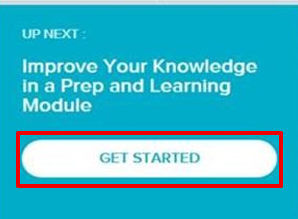 UP NEXT :
Improve Your Knowledge
in a Prep and Learning
Module
GET STARTED